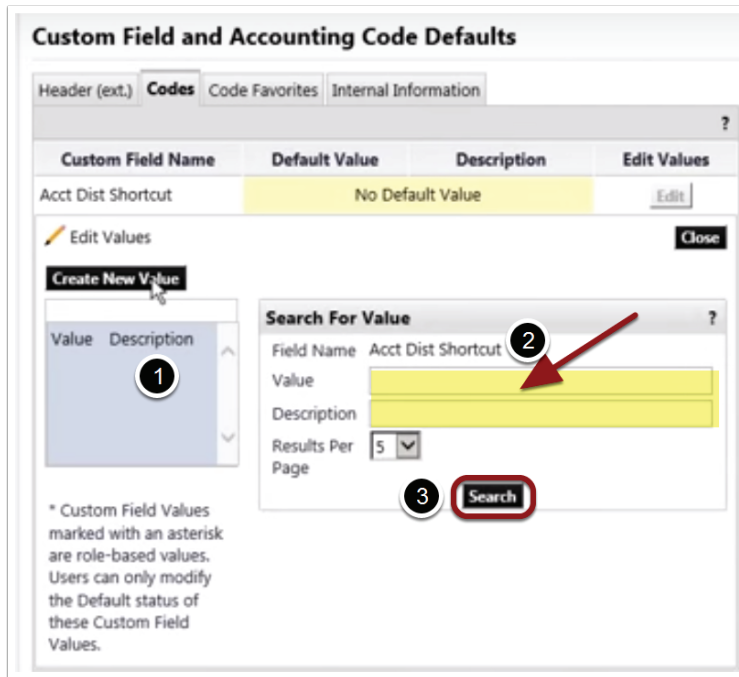 Custom Field and Accounting Code Defaults
Header (ext.) Codes Code Favorites Internal Information
?
Custom Field Name Default Value Description Edit Values
Acct Dist Shortcut No Default Value Edit
Edit Values Close
Create New Value
Search For Value ?
Value Description
Field Name Acct Dist Shortcut 2
1
Value
Description
Results Per Page 5
3 Search
* Custom Field Values
marked with an asterisk
are role-based values.
Users can only modify
the Default status of
these Custom Field
Values.